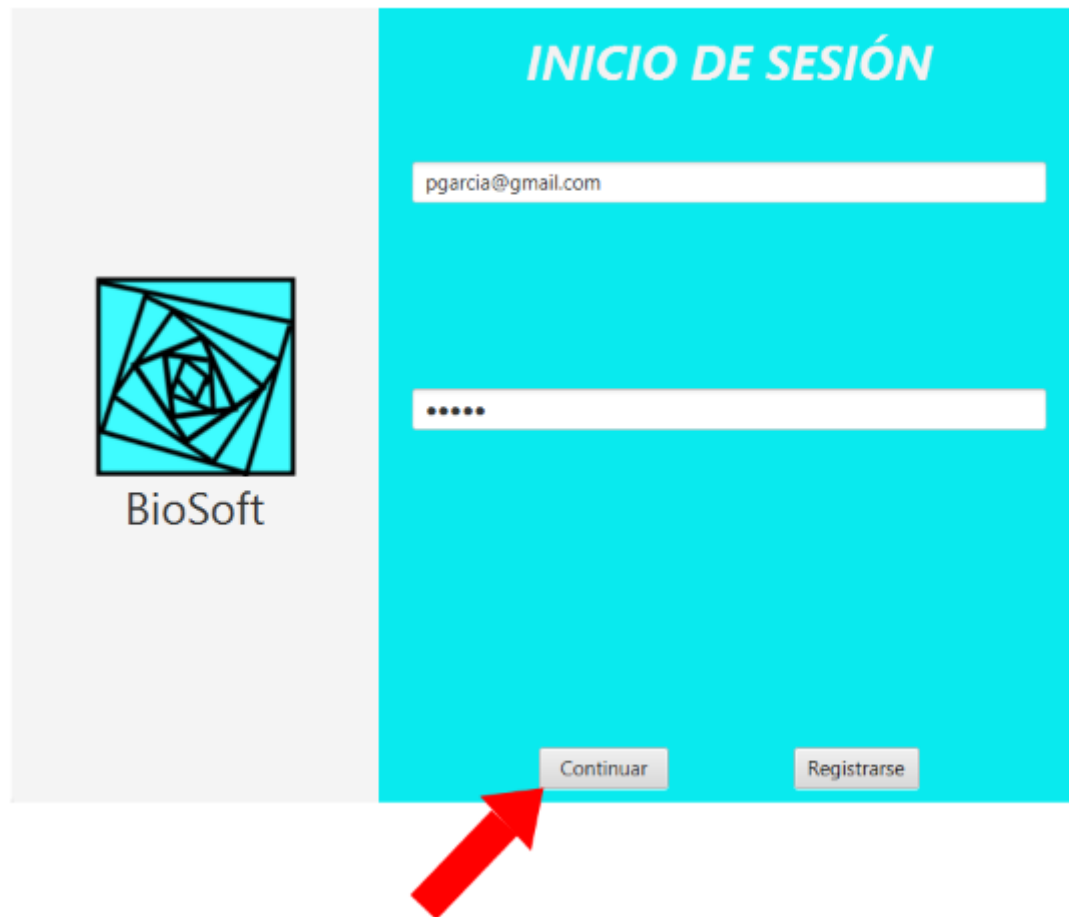 INICIO DE SESIÓN
pgarcia@gmail.com
•••••
BioSoft
Continuar
Registrarse